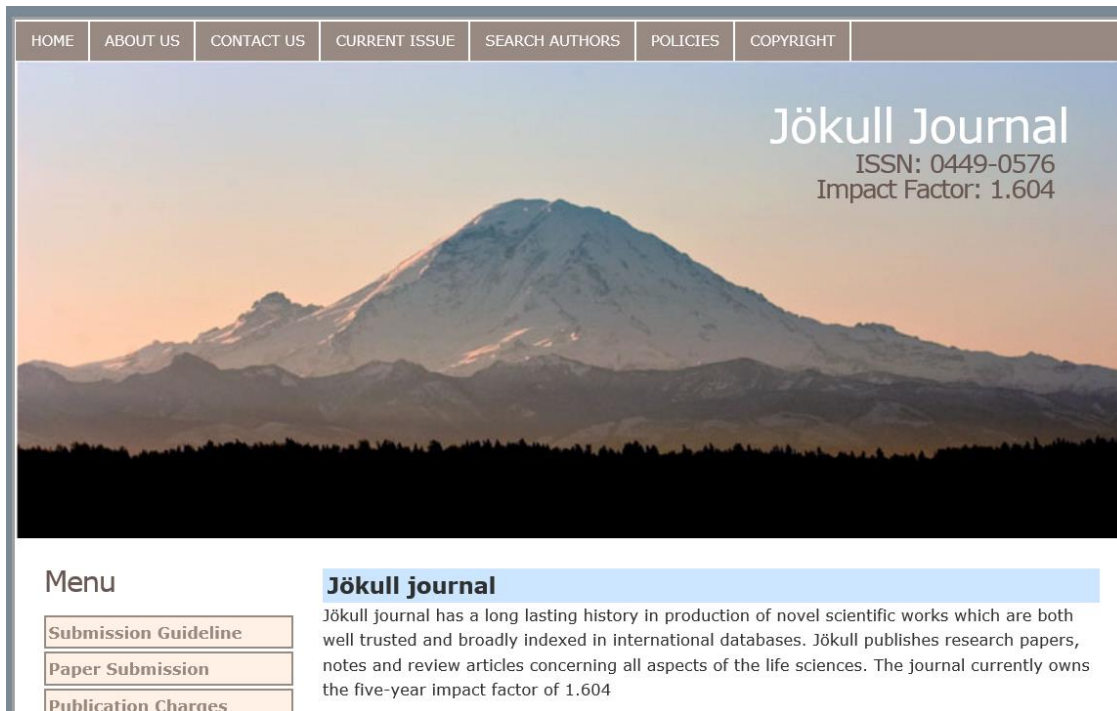 HOME ABOUT US CONTACT US CURRENT ISSUE SEARCH AUTHORS POLICIES COPYRIGHT
Jökull Journal
ISSN: 0449-0576
Impact Factor: 1.604
Menu
Submission Guideline
Paper Submission
Publication Charges
Jökull journal
Jökull journal has a long lasting history in production of novel scientific works which are both
well trusted and broadly indexed in international databases. Jökull publishes research papers,
notes and review articles concerning all aspects of the life sciences. The journal currently owns
the five-year impact factor of 1.604